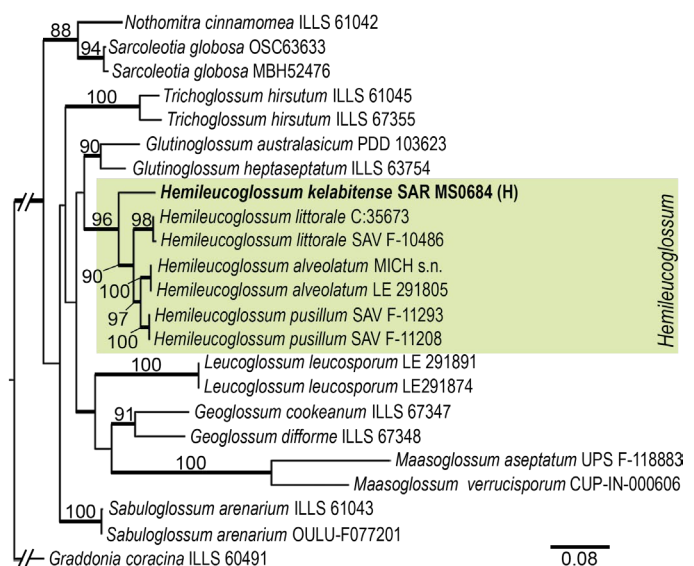 Nothomitra cinnamomea ILLS 61042
88
94
Sarcoleotia globosa OSC63633
Sarcoleotia globosa MBH52476
100
Trichoglossum hirsutum ILLS 61045
Trichoglossum hirsutum ILLS 67355
90
Glutinoglossum australasicum PDD 103623
Glutinoglossum heptaseptatum ILLS 63754
Hemileucoglossum kelabitense SAR MS0684 (H)
96
98
Hemileucoglossum littorale C:35673
Hemileucoglossum littorale SAV F-10486
90
Hemileucoglossum alveolatum MICH s.n.
100
Hemileucoglossum alveolatum LE 291805
97
Hemileucoglossum pusillum SAV F-11293
100
Hemileucoglossum pusillum SAV F-11208
Hemileucoglossum
100
Leucoglossum leucosporum LE 291891
Leucoglossum leucosporum LE291874
91
Geoglossum cookeanum ILLS 67347
Geoglossum difforme ILLS 67348
100
Maasoglossum aseptatum UPS F-118883
Maasoglossum verrucisporum CUP-IN-000606
100
Sabuloglossum arenarium ILLS 61043
Sabuloglossum arenarium OULU-F077201
Graddonia coracina ILLS 60491
0.08